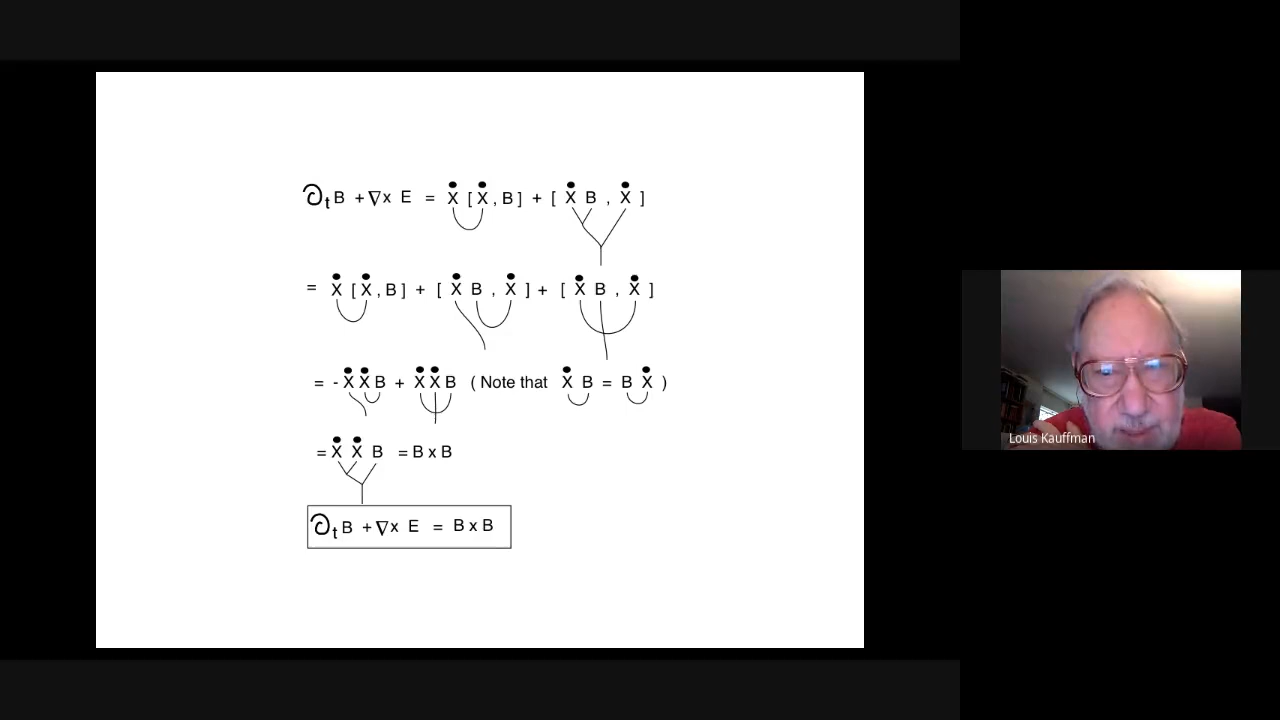 ∂ₜB + ∇x E = Ẋ [Ẋ, B] + [ Ẋ B , Ẋ ]
= Ẋ [Ẋ, B] + [ Ẋ B , Ẋ ] + [ Ẋ B , Ẋ ]
= - Ẋ Ẋ B + Ẋ Ẋ B ( Note that Ẋ B = B Ẋ )
= Ẋ Ẋ B = B x B
∂ₜB + ∇x E = B x B
Louis Kauffman